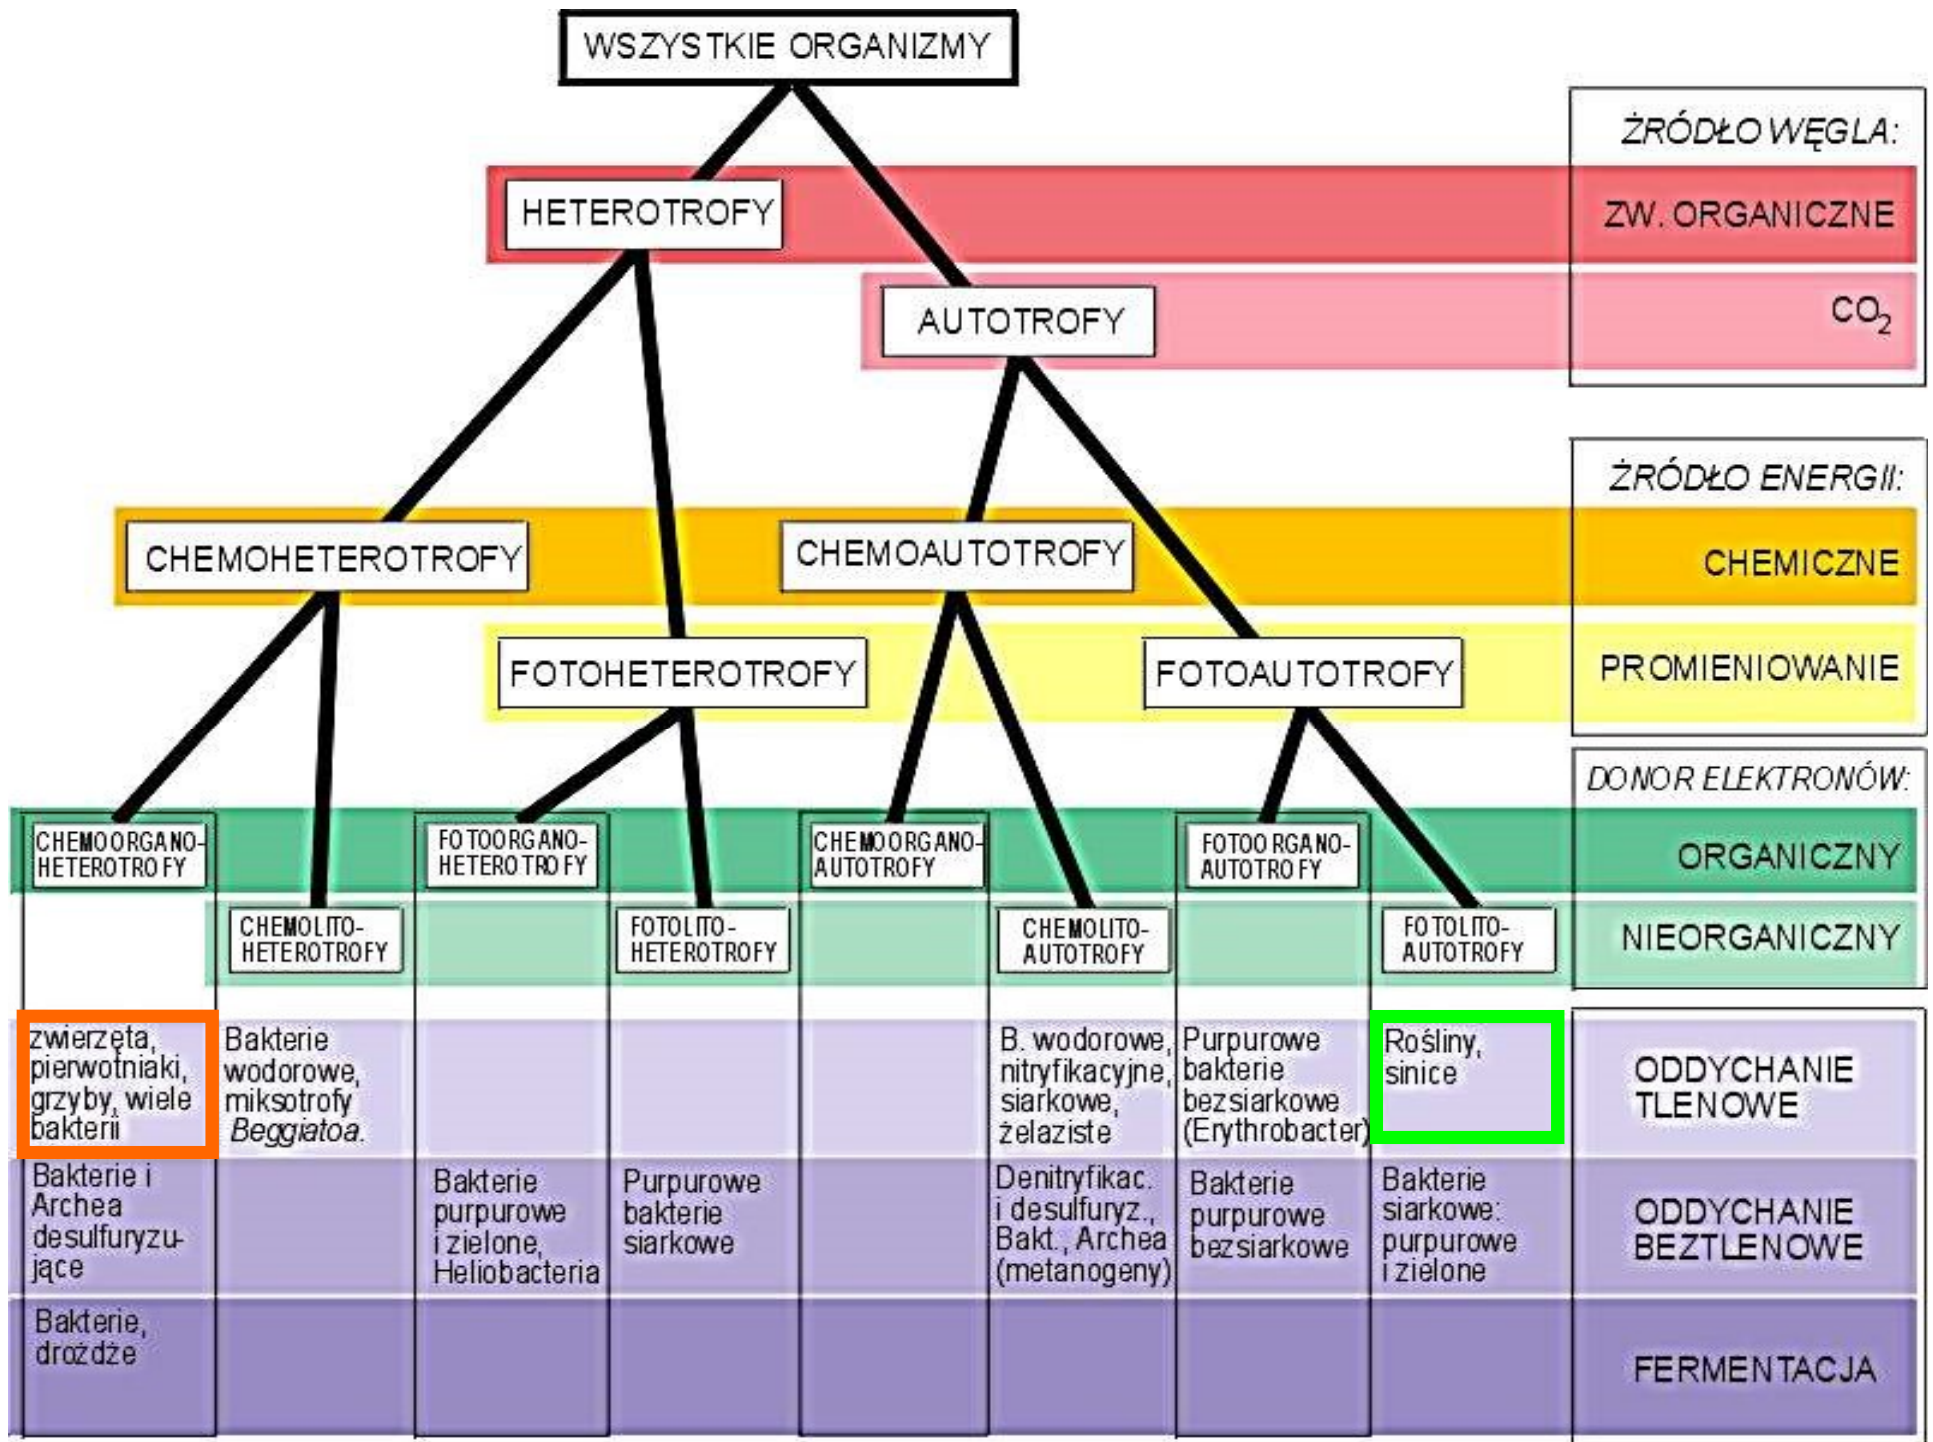 WSZYSTKIE ORGANIZMY
ŻRÓDŁO WĘGLA:
HETEROTROFY
ZW. ORGANICZNE
AUTOTROFY
CO₂
ŻRÓDŁO ENERGII:
CHEMOHETEROTROFY
CHEMOAUTOTROFY
CHEMICZNE
FOTOHETEROTROFY
FOTOAUTOTROFY
PROMIENIOWANIE
DONOR ELEKTRONÓW:
CHEMOORGANO-
HETEROTROFY
FOTOORGANO-
HETEROTROFY
CHEMOORGANO-
AUTOTROFY
FOTOORGANO-
AUTOTROFY
ORGANICZNY
CHEMOLITO-
HETEROTROFY
FOTOLITO-
HETEROTROFY
CHEMOLITO-
AUTOTROFY
FOTOLITO-
AUTOTROFY
NIEORGANICZNY
zwierzęta,
pierwotniaki,
grzyby, wiele
bakterii
Bakterie
wodorowe,
miksotrofy
Beggiatoa.
B. wodorowe,
nitryfikacyjne,
siarkowe,
żelaziste
Purpurowe
bakterie
bezsiarkowe
(Erythrobacter)
Rośliny,
sinice
ODDYCHANIE
TLENOWE
Bakterie i
Archea
desulfuryzu-
jące
Bakterie
purpurowe
i zielone,
Heliobacteria
Purpurowe
bakterie
siarkowe
Denitryfikac.
i desulfuryz.,
Bakt., Archea
(metanogeny)
Bakterie
purpurowe
bezsiarkowe
Bakterie
siarkowe:
purpurowe
i zielone
ODDYCHANIE
BEZTLENOWE
Bakterie,
drożdże
FERMENTACJA